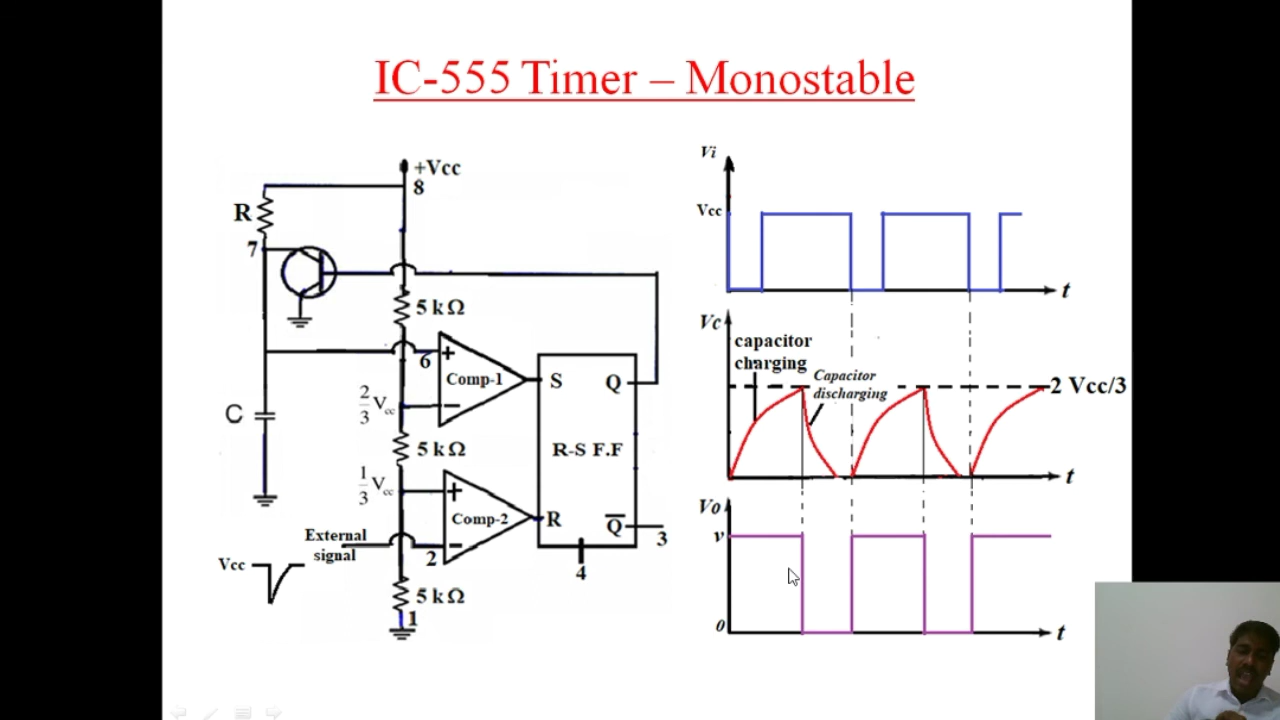 IC-555 Timer – Monostable
+Vcc
8
R
7
5 kΩ
6
+
Comp-1
−
S
Q
2/3 Vcc
C
5 kΩ
R-S F.F
1/3 Vcc
+
Comp-2
−
R
Q̅
3
External
signal
2
4
Vcc
5 kΩ
1
Vi
Vcc
t
Vc
capacitor
charging
Capacitor
discharging
2 Vcc/3
t
Vo
v
0
t